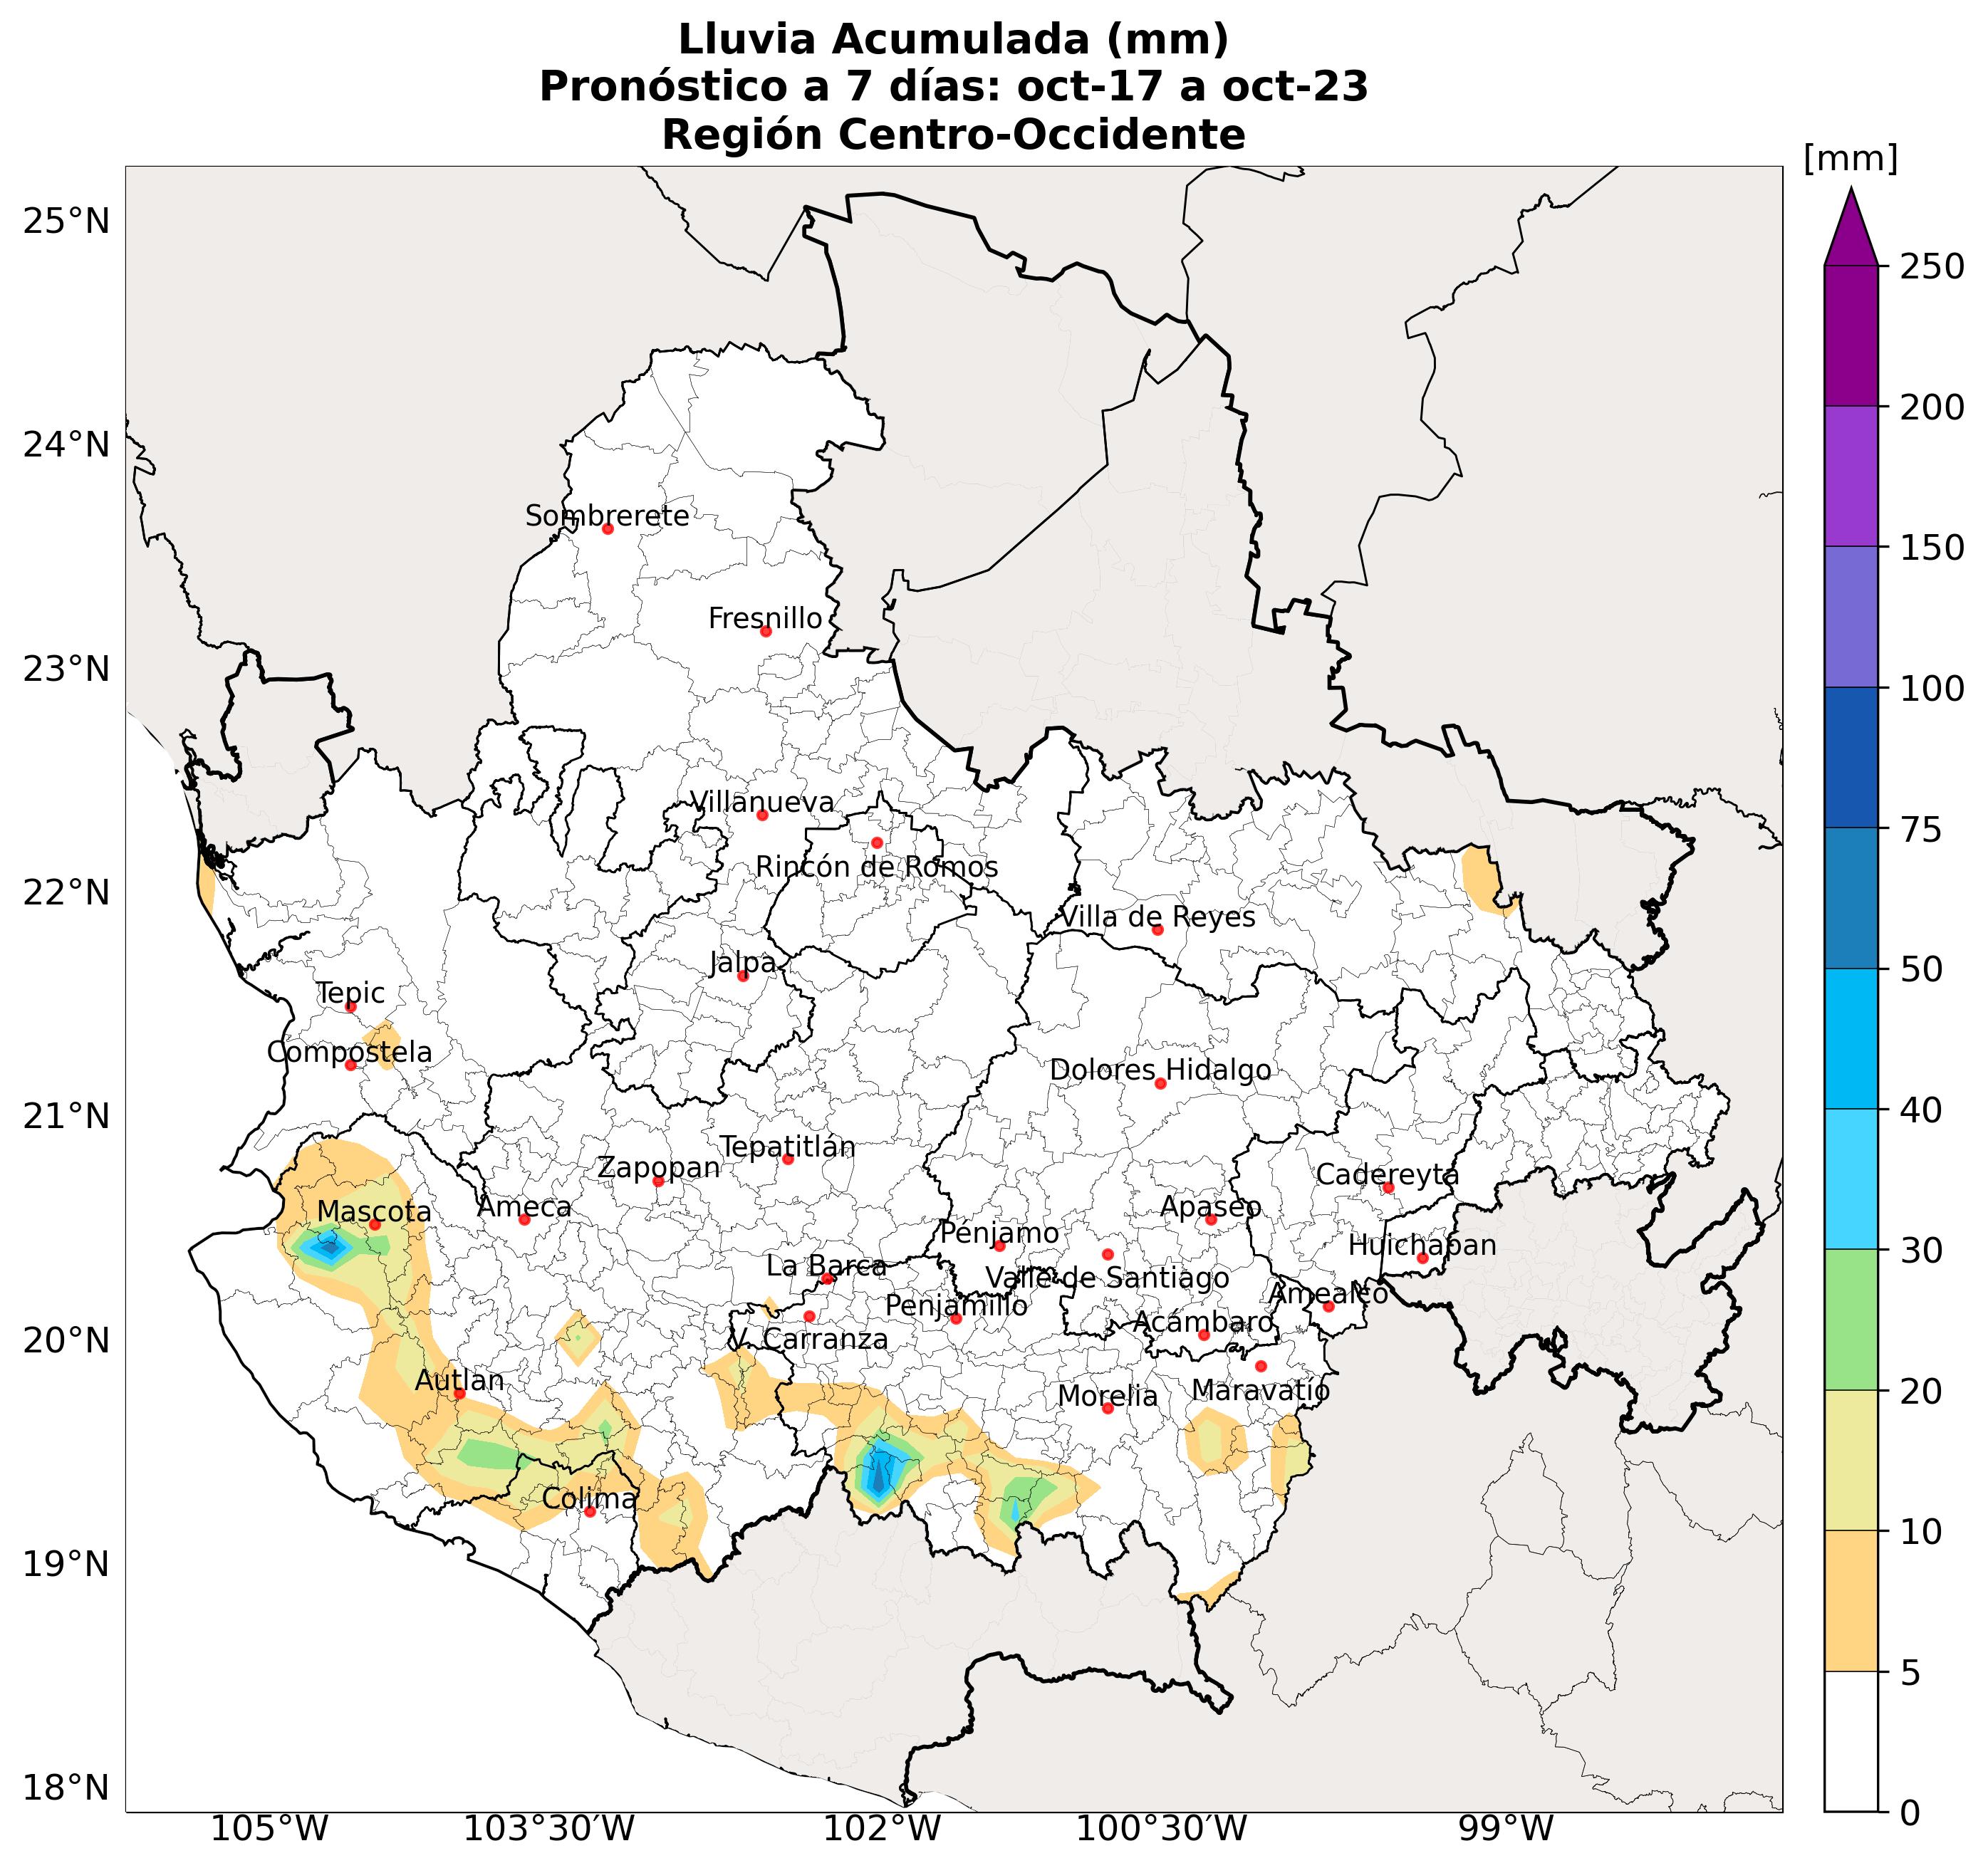 Lluvia Acumulada (mm)
Pronóstico a 7 días: oct-17 a oct-23
Región Centro-Occidente
[mm]
25°N
24°N
23°N
22°N
21°N
20°N
19°N
18°N
105°W
103°30'W
102°W
100°30'W
99°W
250
200
150
100
75
50
40
30
20
10
5
0
Sombrerete
Fresnillo
Villanueva
Rincón de Romos
Villa de Reyes
Jalpa
Tepic
Compostela
Dolores Hidalgo
Tepatitlán
Zapopan
Cadereyta
Mascota
Ameca
Apaseo
Pénjamo
Huichapan
La Barca
Valle de Santiago
Amealco
Penjamillo
Acámbaro
V. Carranza
Autlan
Morelia
Maravatío
Colima